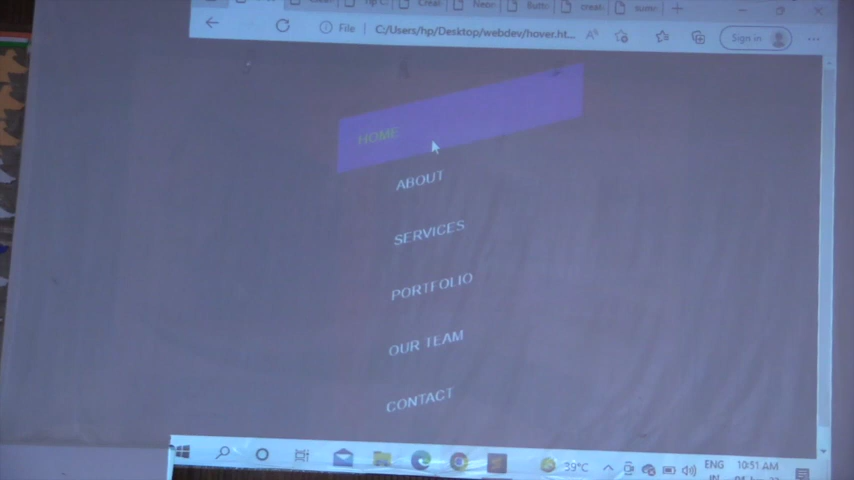 File C:/Users/hp/Desktop/webdev/hover.ht... Sign in
HOME
ABOUT
SERVICES
PORTFOLIO
OUR TEAM
CONTACT
39°C ENG 10:51 AM
IN